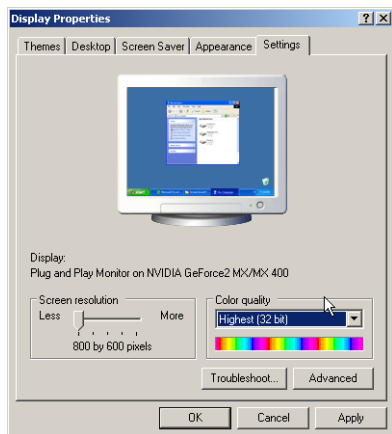 Display Properties
? X
Themes Desktop Screen Saver Appearance Settings
Display:
Plug and Play Monitor on NVIDIA GeForce2 MX/MX 400
Screen resolution
Less More
800 by 600 pixels
Color quality
Highest (32 bit)
Troubleshoot... Advanced
OK Cancel Apply